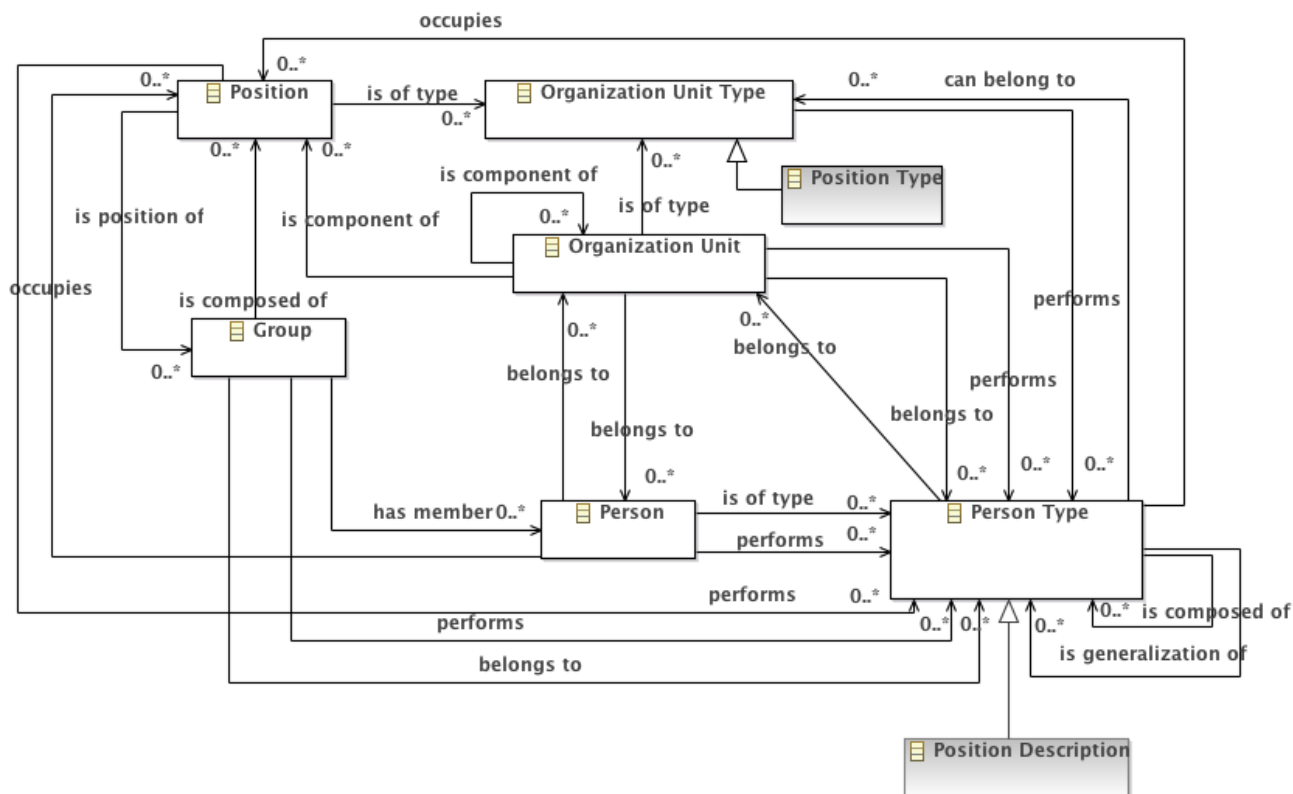 occupies
0..*
0..*
0..*
can belong to
Position
is of type
Organization Unit Type
0..*
0..*
0..*
0..*
Position Type
is component of
is of type
is position of
is component of
0..*
Organization Unit
occupies
is composed of
performs
0..*
0..*
Group
belongs to
0..*
belongs to
performs
belongs to
belongs to
0..*
0..*
0..*
0..*
is of type
0..*
has member
0..*
Person
Person Type
performs
0..*
performs
0..*
0..*
is composed of
performs
0..*
0..*
0..*
is generalization of
belongs to
Position Description